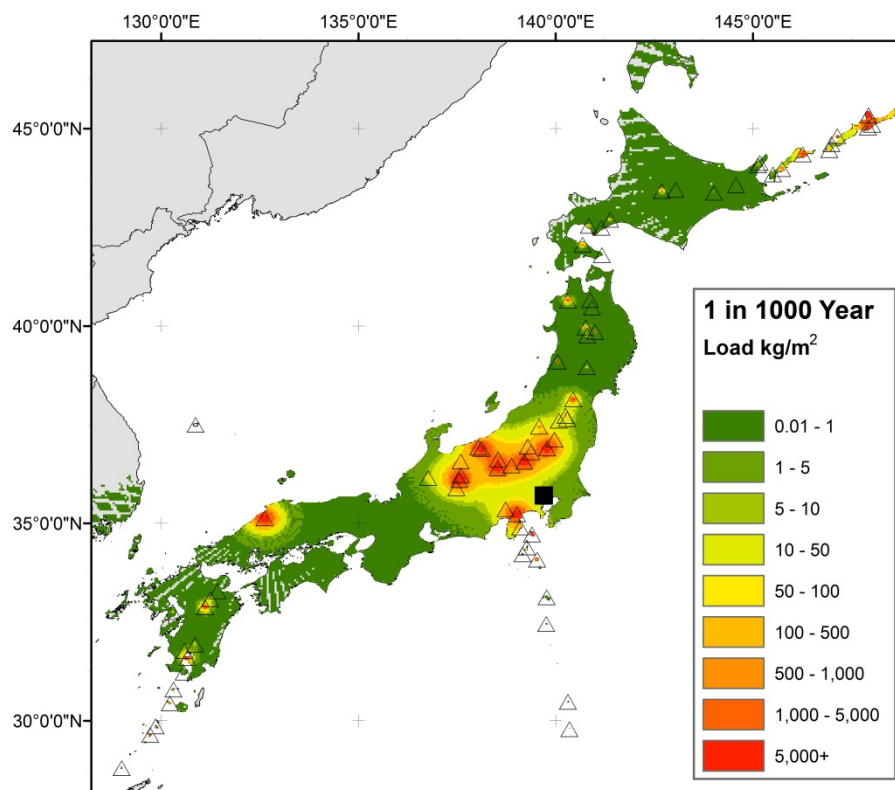 130°0'0"E 135°0'0"E 140°0'0"E 145°0'0"E
45°0'0"N
40°0'0"N
35°0'0"N
30°0'0"N
1 in 1000 Year
Load kg/m²
0.01 - 1
1 - 5
5 - 10
10 - 50
50 - 100
100 - 500
500 - 1,000
1,000 - 5,000
5,000+